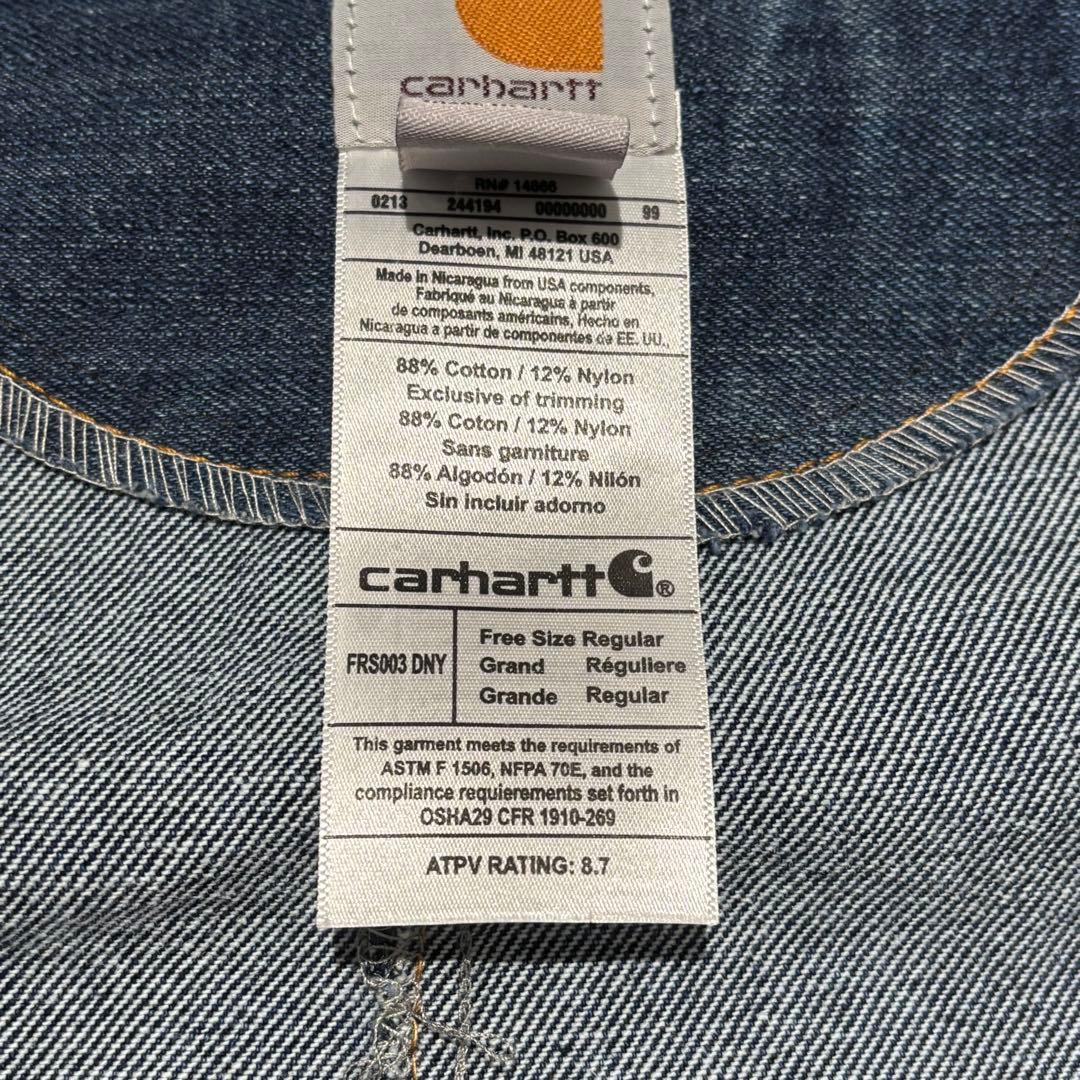 carhartt
RN# 14866
0213 244194 00000000 99
Carhartt, Inc. P.O. Box 600
Dearboen, MI 48121 USA
Made in Nicaragua from USA components,
Fabriqué au Nicaragua à partir
de composants américains, Hecho en
Nicaragua a partir de componentes de EE. UU.,
88% Cotton / 12% Nylon
Exclusive of trimming
88% Coton / 12% Nylon
Sans garniture
88% Algodón / 12% Nilón
Sin incluir adorno
carhartt®
FRS003 DNY
Free Size Regular
Grand Réguliere
Grande Regular
This garment meets the requirements of
ASTM F 1506, NFPA 70E, and the
compliance requierements set forth in
OSHA29 CFR 1910-269
ATPV RATING: 8.7